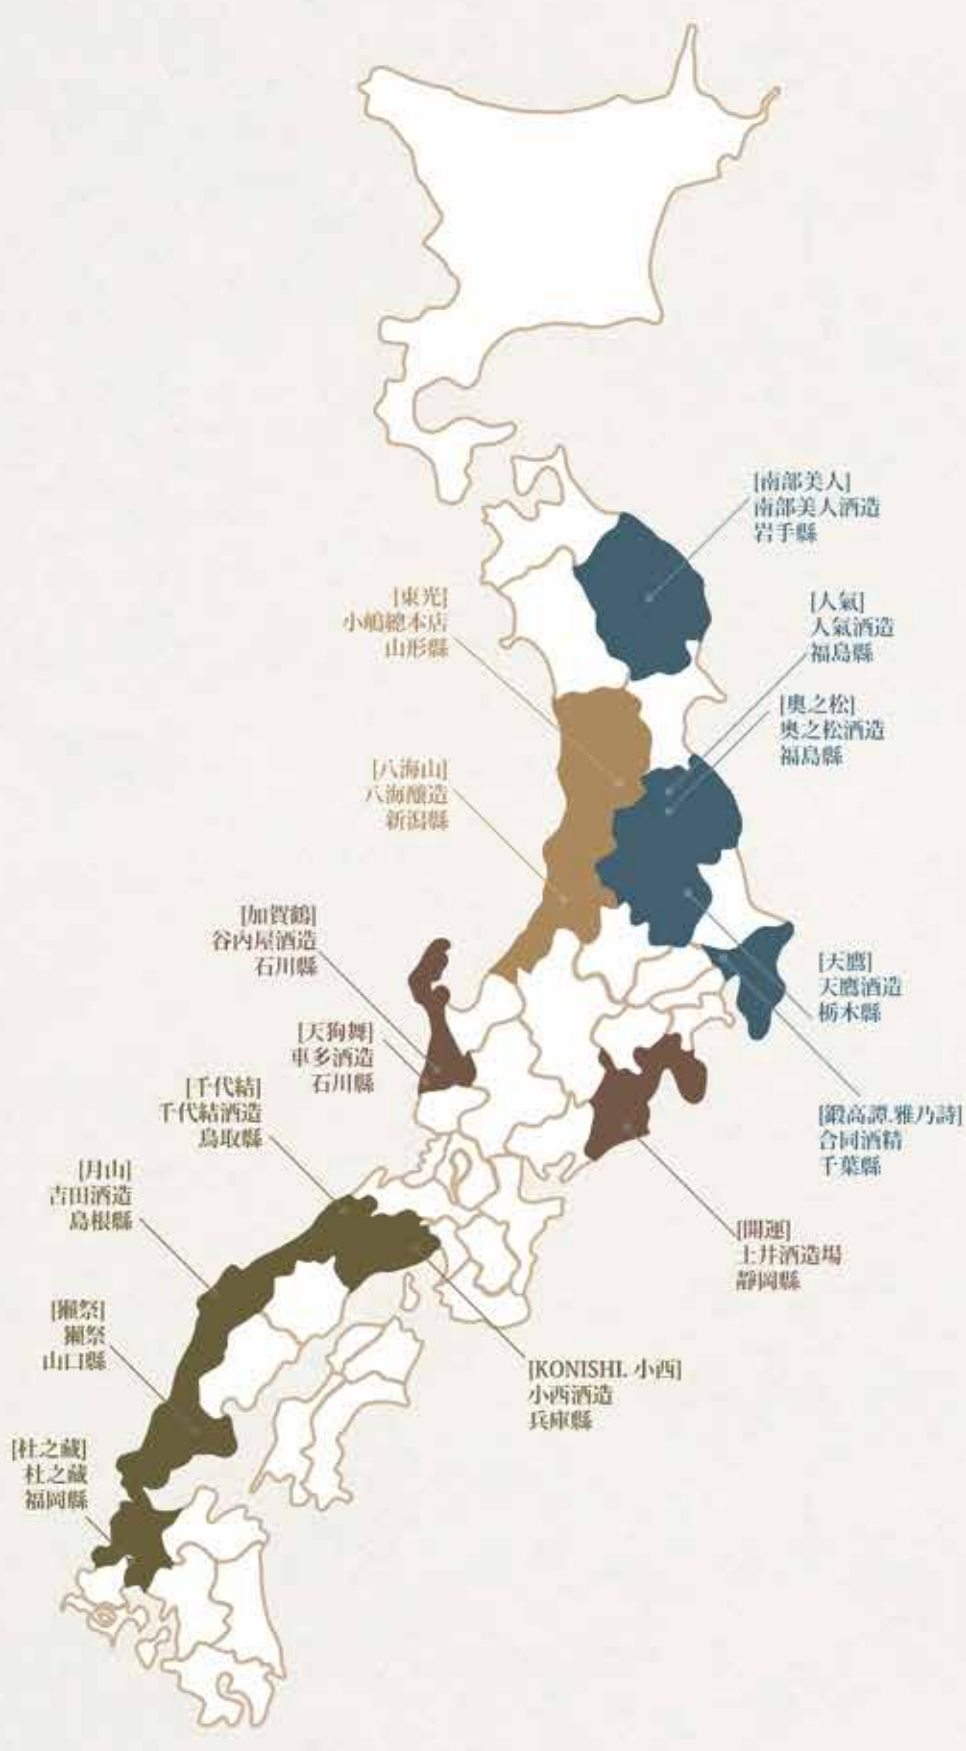 [南部美人]
南部美人酒造
岩手縣
[東光]
小嶋總本店
山形縣
[人氣]
人氣酒造
福島縣
[奧之松]
奧之松酒造
福島縣
[八海山]
八海釀造
新潟縣
[加賀鶴]
谷內屋酒造
石川縣
[天鷹]
天鷹酒造
栃木縣
[天狗舞]
車多酒造
石川縣
[千代結]
千代結酒造
鳥取縣
[鍛高譚.雅乃詩]
合同酒精
千葉縣
[月山]
吉田酒造
島根縣
[開運]
土井酒造場
靜岡縣
[獺祭]
獺祭
山口縣
[KONISHI. 小西]
小西酒造
兵庫縣
[杜之藏]
杜之藏
福岡縣